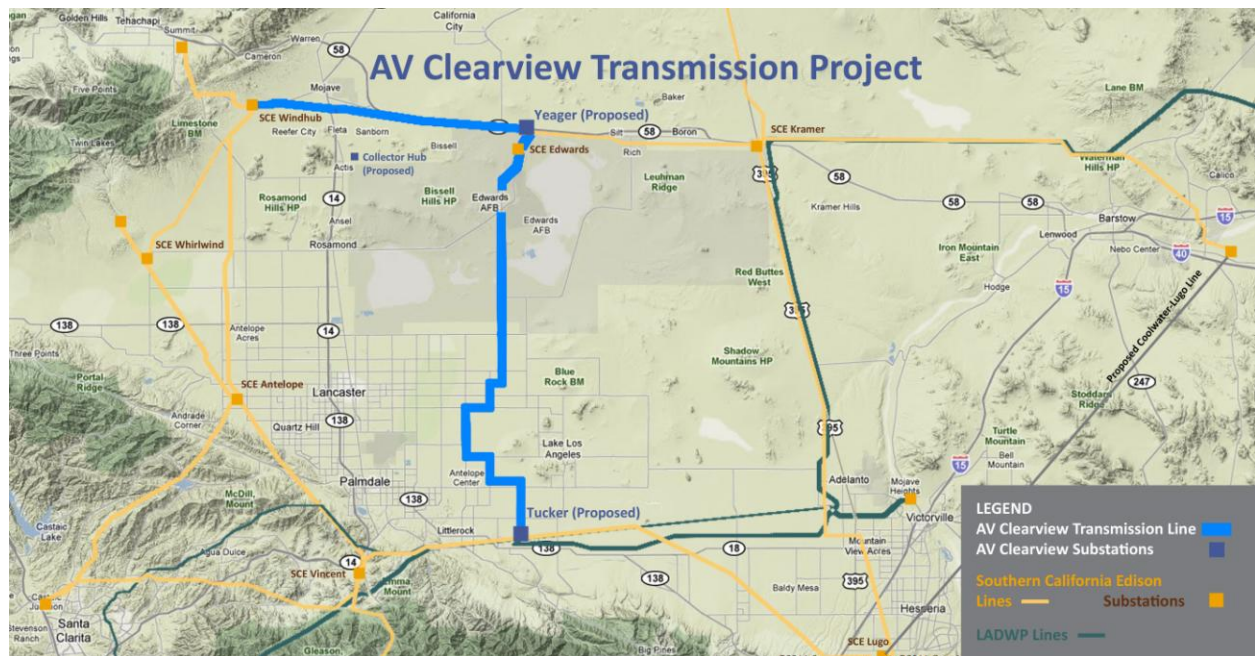 AV Clearview Transmission Project
Golden Hills
Tehachapi
Summit
Cameron
Warren
58
California
City
Mojave
Five Points
Limestone
BM
SCE Windhub
Reefer City
Fleta
Sanborn
Yeager (Proposed)
Baker
Silt
58
Boron
Rich
SCE Kramer
Lane BM
Twin Lakes
Actis
Collector Hub
(Proposed)
Bissell
SCE Edwards
Waterman
Hills HP
Calico
Rosamond
Hills HP
14
Bissell
Hills HP
Edwards
AFB
Leuhman
Ridge
395
58
Kramer Hills
58
58
15
Barstow
Ansel
Rosamond
Edwards
AFB
Lenwood
Nebo Center
40
SCE Whirlwind
Iron Mountain
East
Red Buttes
West
Hodge
15
138
138
Three Points
Antelope
Acres
14
395
Proposed Coolwater-Lugo Line
Portal
Ridge
SCE Antelope
Lancaster
Blue
Rock BM
Shadow
Mountains HP
247
Stoddard
Ridge
Andrade
Corner
Quartz Hill
138
Lake Los
Angeles
395
Turtle
Mountain
Bell
Mountain
15
McDill,
Mount
Palmdale
Antelope
Center
Adelanto
Mojave
Heights
Victorville
Castaic
Lake
138
Littlerock
Tucker (Proposed)
138
18
Agua Dulce
14
SCE Vincent
Emma,
Mount
138
Mountain
View Acres
Baldy Mesa
395
Hesperia
Santa
Clarita
Stevenson
Ranch
Gleason,
Big Pines
SCE Lugo
LEGEND
AV Clearview Transmission Line
AV Clearview Substations
Southern California Edison
Lines
Substations
LADWP Lines